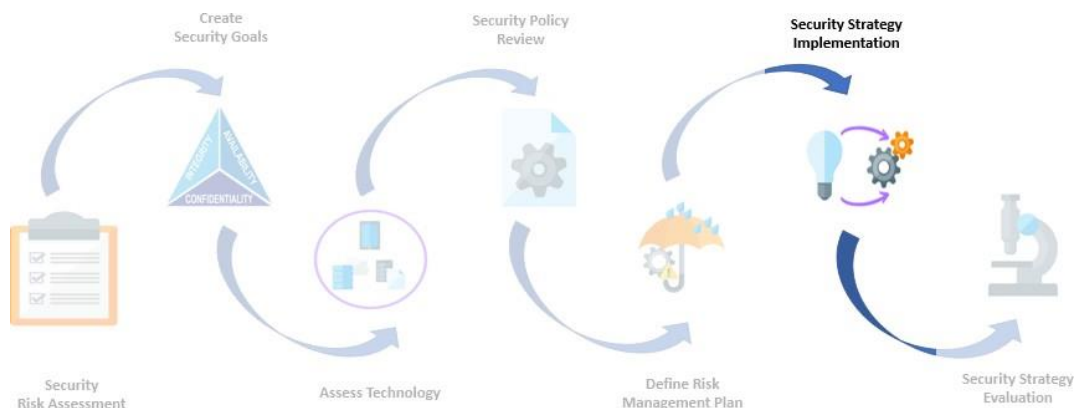 Create
Security Goals
Security Policy
Review
Security Strategy
Implementation
INTEGRITY
AVAILABILITY
CONFIDENTIALITY
Security
Risk Assessment
Assess Technology
Define Risk
Management Plan
Security Strategy
Evaluation